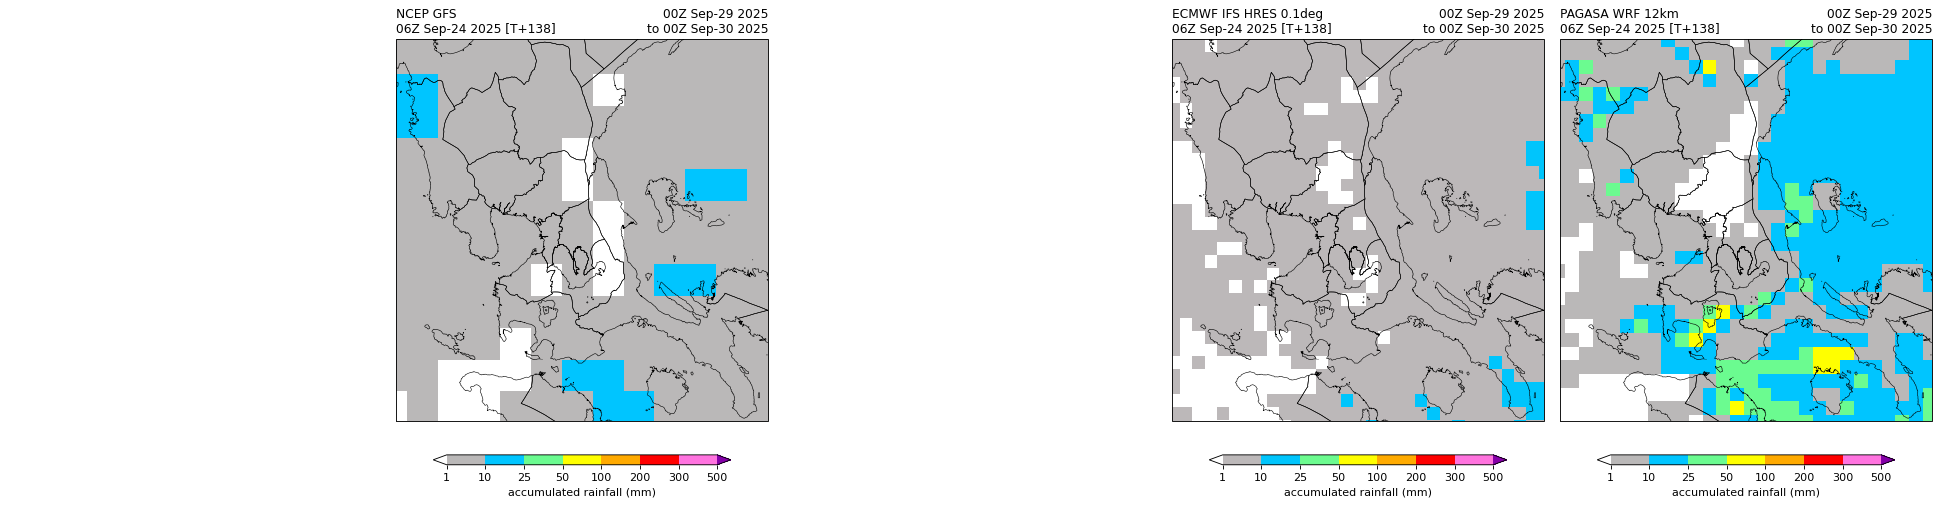 NCEP GFS 00Z Sep-29 2025
06Z Sep-24 2025 [T+138] to 00Z Sep-30 2025
1 10 25 50 100 200 300 500
accumulated rainfall (mm)
ECMWF IFS HRES 0.1deg 00Z Sep-29 2025
06Z Sep-24 2025 [T+138] to 00Z Sep-30 2025
1 10 25 50 100 200 300 500
accumulated rainfall (mm)
PAGASA WRF 12km 00Z Sep-29 2025
06Z Sep-24 2025 [T+138] to 00Z Sep-30 2025
1 10 25 50 100 200 300 500
accumulated rainfall (mm)